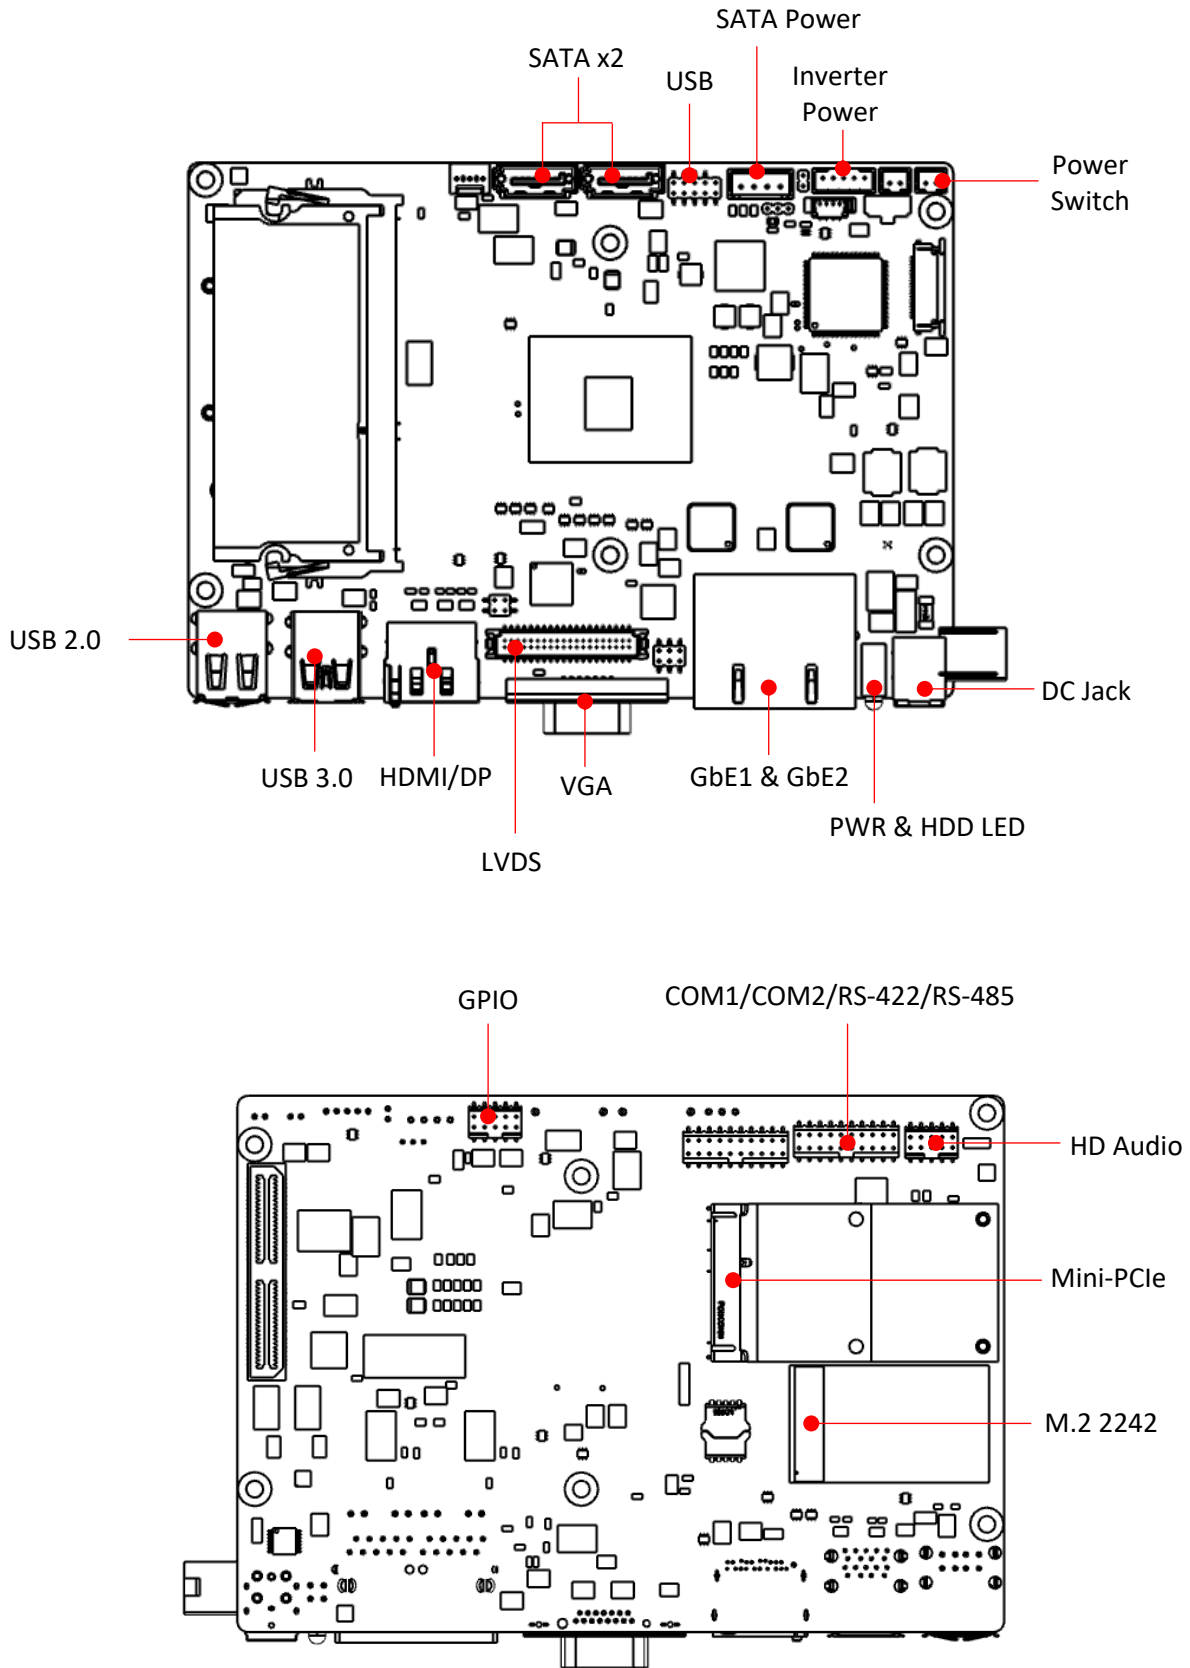 SATA Power
SATA x2
USB
Inverter
Power
Power
Switch
USB 2.0
DC Jack
USB 3.0
HDMI/DP
VGA
GbE1 & GbE2
PWR & HDD LED
LVDS
GPIO
COM1/COM2/RS-422/RS-485
HD Audio
Mini-PCIe
FOXCONN
M.2 2242